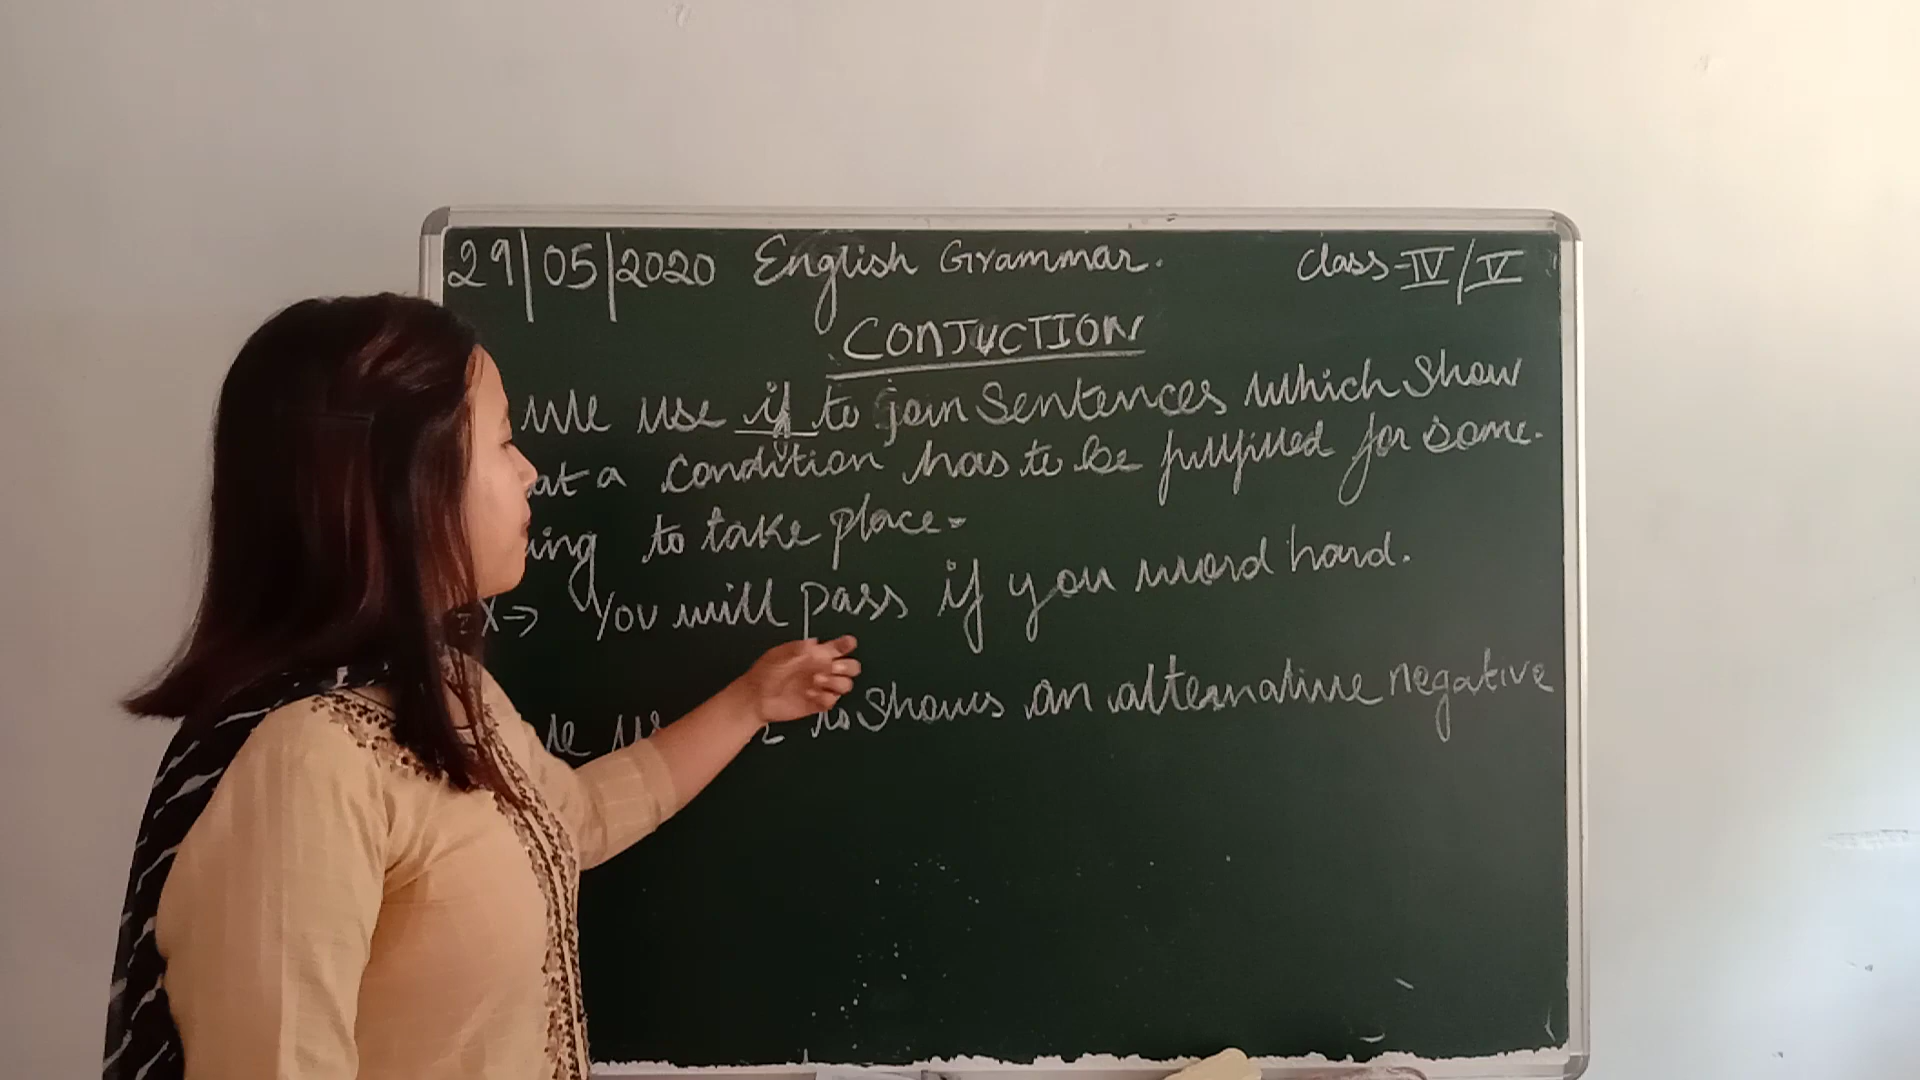 29/05/2020 English Grammar. Class-IV/V
CONJUCTION
We use if to join Sentences which show
at a condition has to be fulfilled for some-
ing to take place-
X→ You will pass if you word hard.
to shows an alternative negative